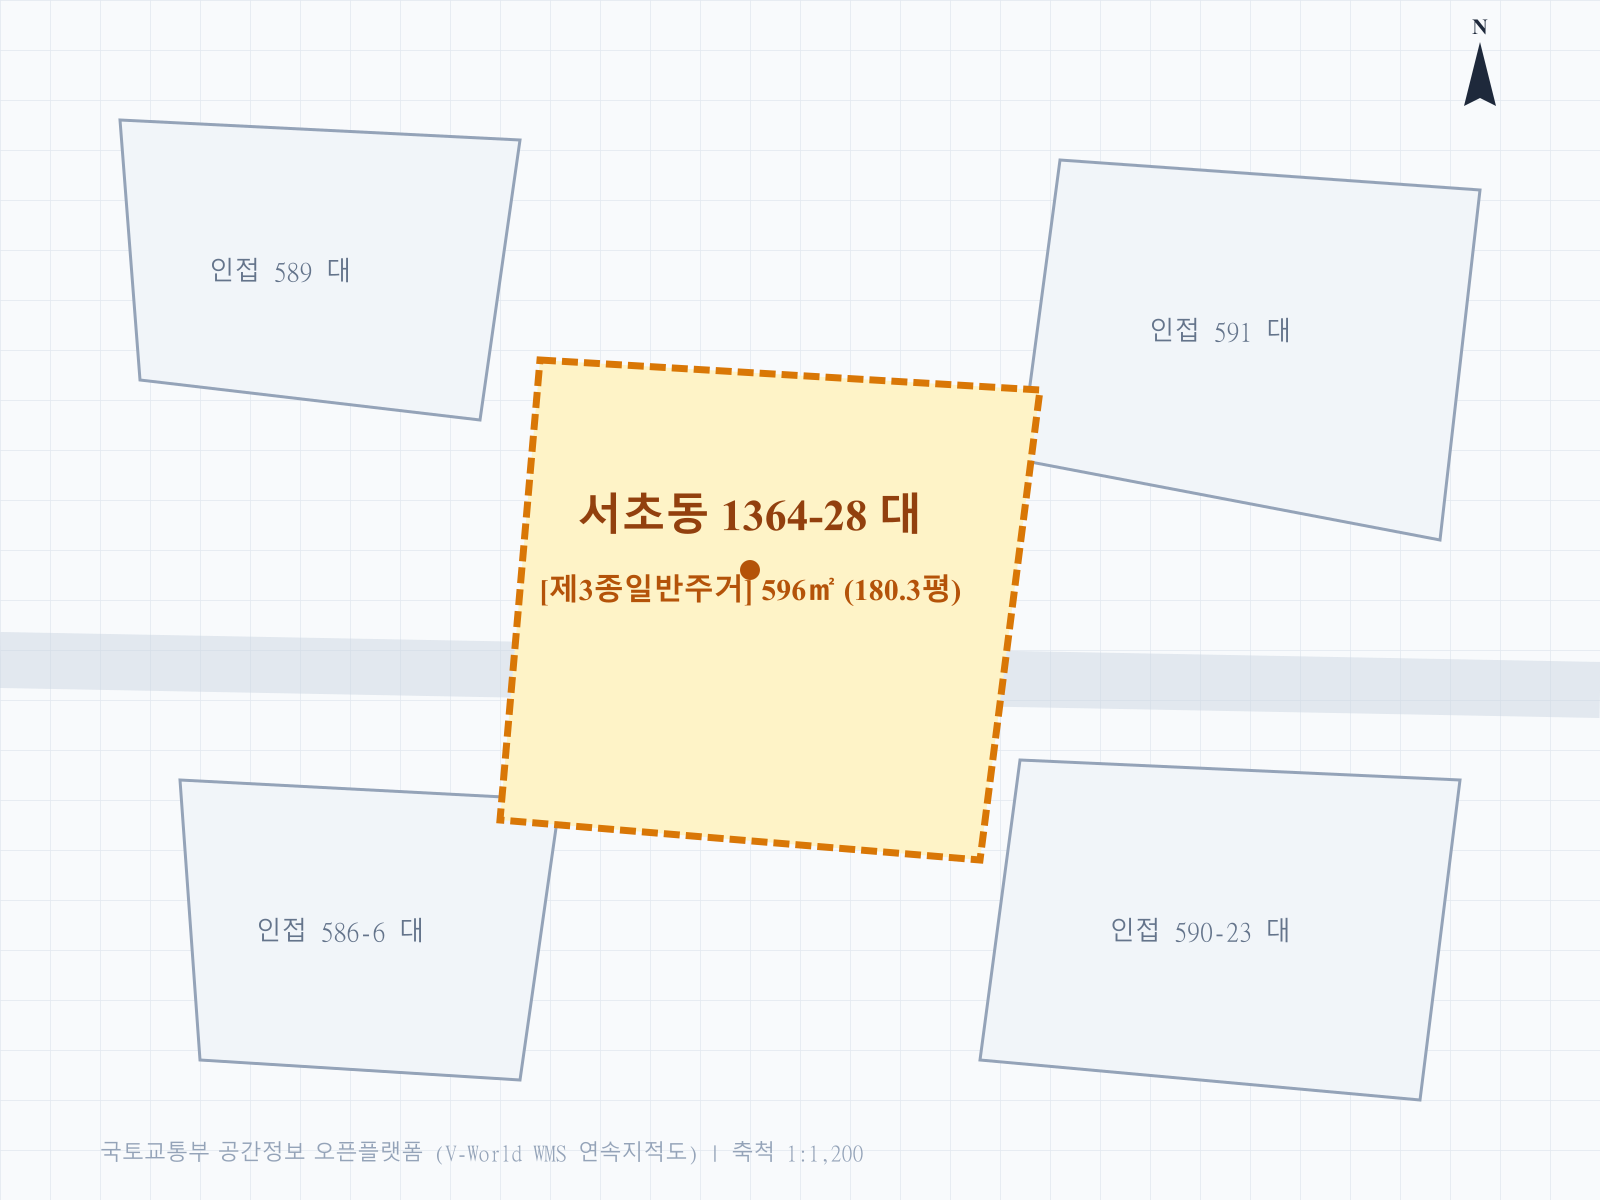 N
인접 589 대
인접 591 대
서초동 1364-28 대
[제3종일반주거] 596㎡ (180.3평)
인접 586-6 대
인접 590-23 대
국토교통부 공간정보 오픈플랫폼 (V-World WMS 연속지적도) | 축척 1:1,200